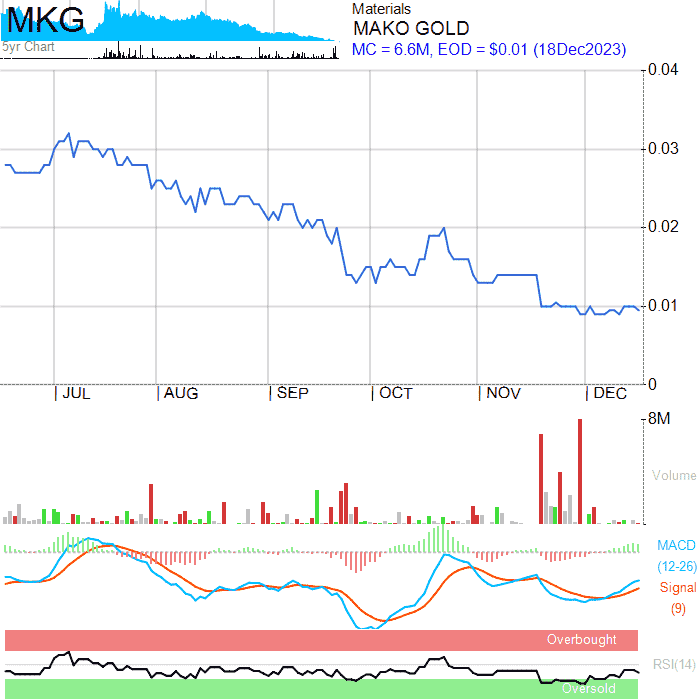 MKG
5yr Chart
Materials
MAKO GOLD
MC = 6.6M, EOD = $0.01 (18Dec2023)
0.04
0.03
0.02
0.01
0
JUL AUG SEP OCT NOV DEC
8M
Volume
MACD
(12-26)
Signal
(9)
Overbought
RSI(14)
Oversold